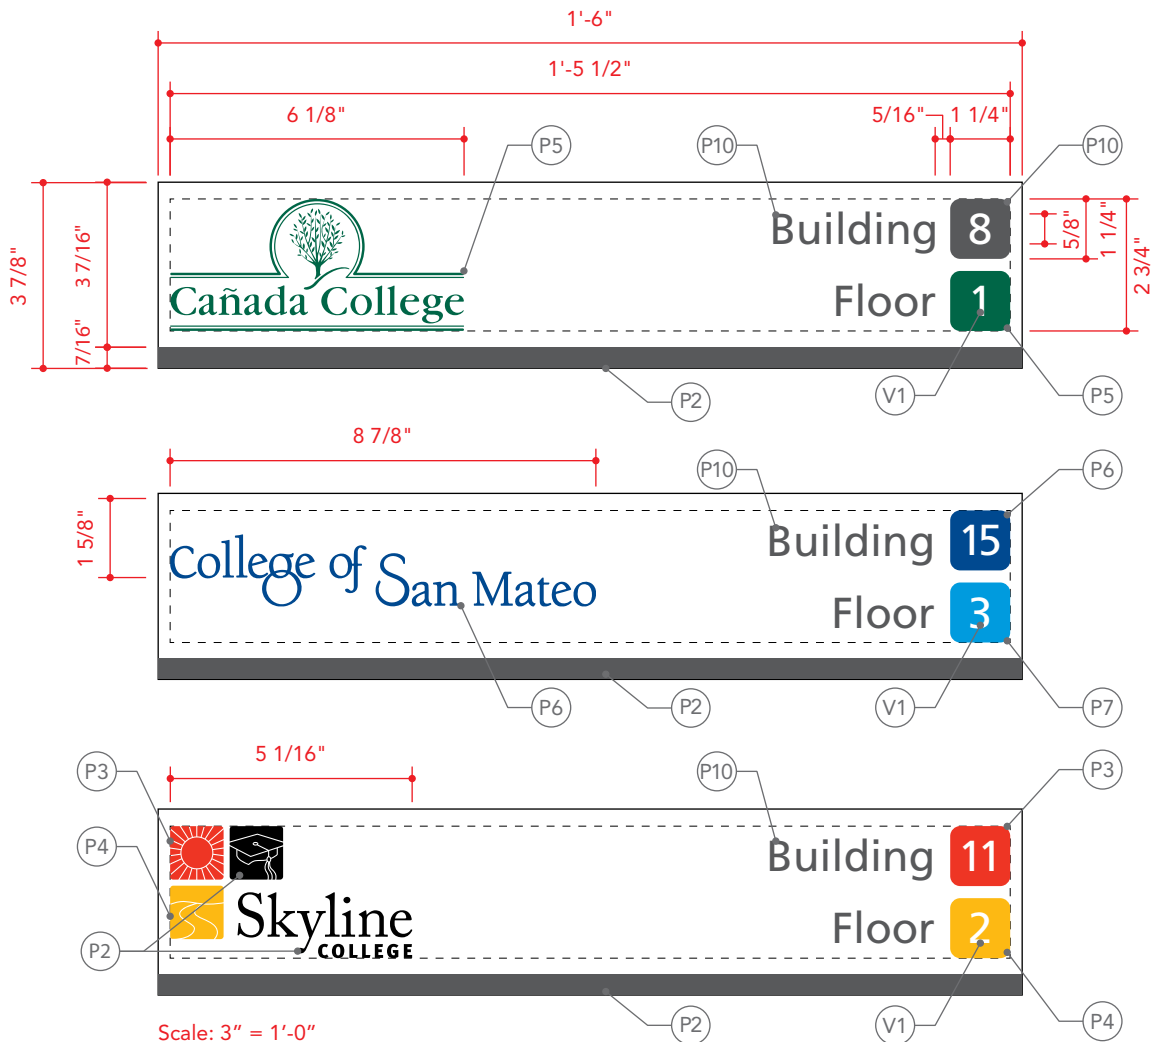 1'-6"
1'-5 1/2"
6 1/8"
5/16"
1 1/4"
P5
P10
P10
3 7/8"
3 7/16"
7/16"
Cañada College
Building 8
Floor 1
5/8"
1 1/4"
2 3/4"
P2
V1
P5
8 7/8"
P10
P6
1 5/8"
College of San Mateo
Building 15
Floor 3
P6
P2
V1
P7
5 1/16"
P3
P10
P3
P4
Building 11
Skyline
COLLEGE
Floor 2
P2
P2
V1
P4
Scale: 3” = 1’-0”